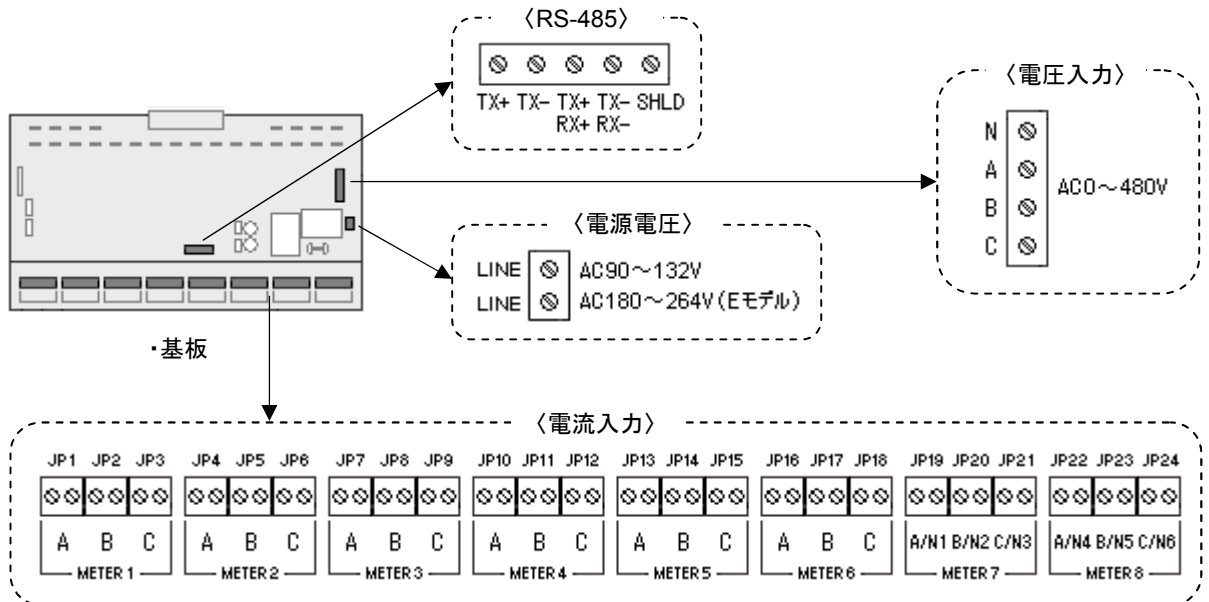 〈RS-485〉
TX+ TX- TX+ TX- SHLD
RX+ RX-
〈電圧入力〉
N
A
B
C
AC0～480V
〈電源電圧〉
LINE AC90～132V
LINE AC180～264V(Eモデル)
・基板
〈電流入力〉
JP1 JP2 JP3 JP4 JP5 JP6 JP7 JP8 JP9 JP10 JP11 JP12 JP13 JP14 JP15 JP16 JP17 JP18 JP19 JP20 JP21 JP22 JP23 JP24
A B C A B C A B C A B C A B C A B C A/N1 B/N2 C/N3 A/N4 B/N5 C/N6
METER 1 METER 2 METER 3 METER 4 METER 5 METER 6 METER 7 METER 8